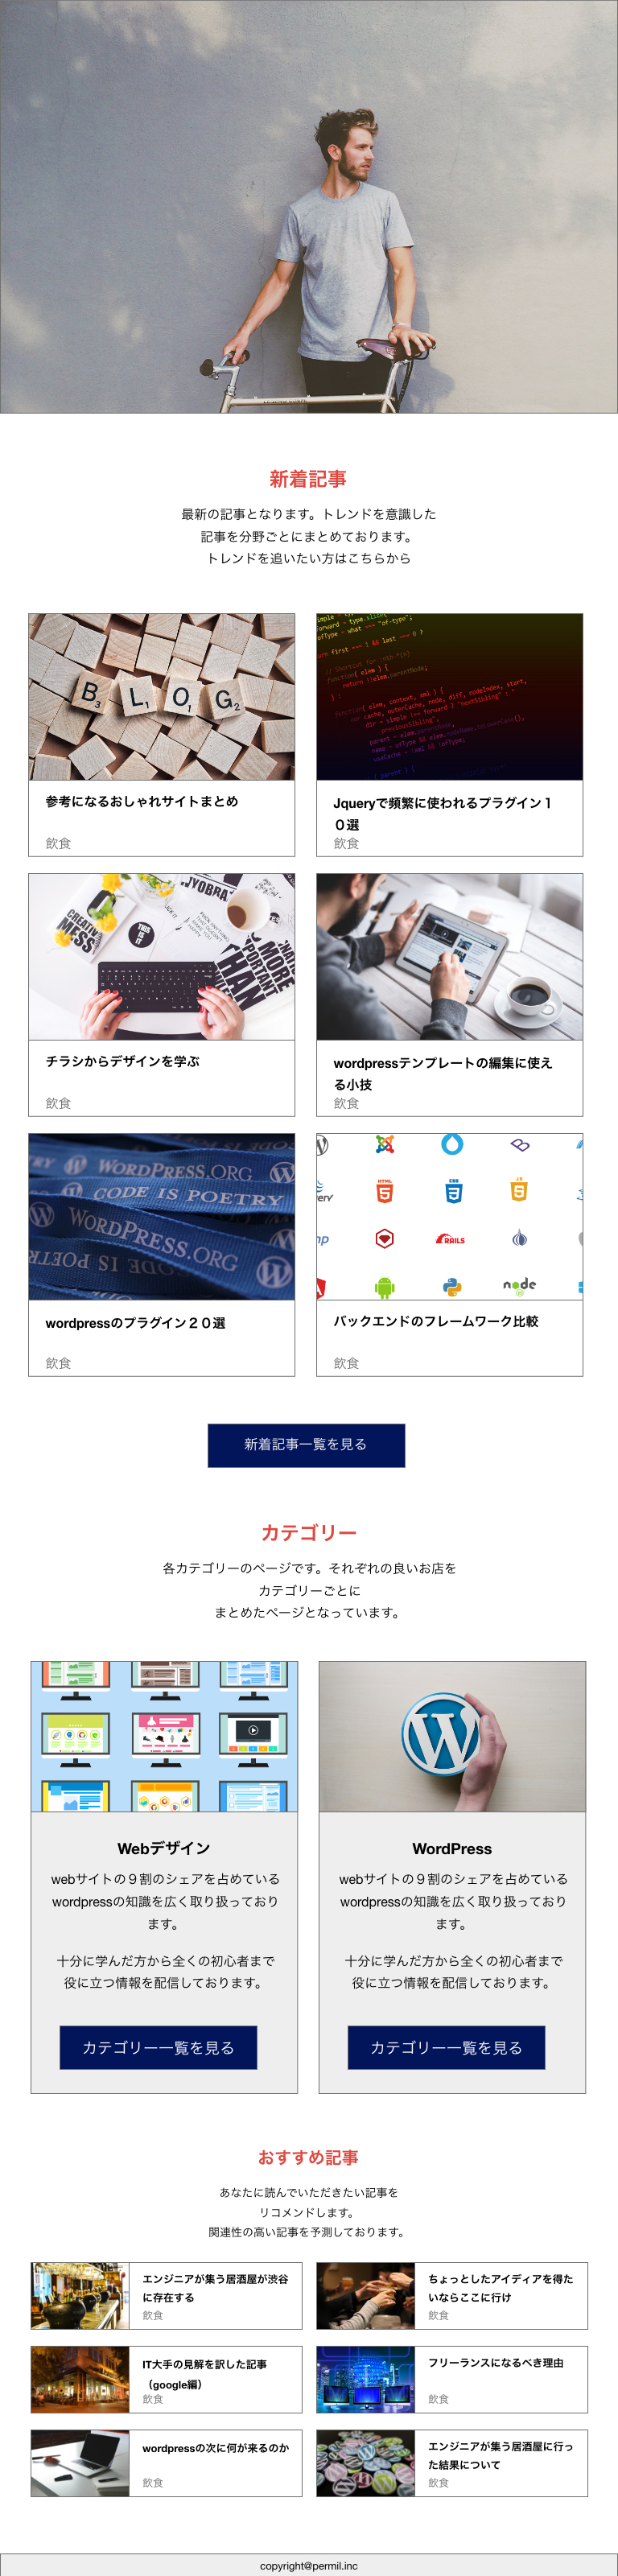 新着記事
最新の記事となります。トレンドを意識した
記事を分野ごとにまとめております。
トレンドを追いたい方はこちらから
BLOG
参考になるおしゃれサイトまとめ
飲食
Jqueryで頻繁に使われるプラグイン１
０選
飲食
CREATIVE
MESS
THIS
IS
IT
チラシからデザインを学ぶ
飲食
wordpressテンプレートの編集に使え
る小技
飲食
WORDPRESS.ORG
CODE IS POETRY
WORDPRESS.ORG
wordpressのプラグイン２０選
飲食
HTML
5
CSS
3
JS
5
RAILS
node
バックエンドのフレームワーク比較
飲食
新着記事一覧を見る
カテゴリー
各カテゴリーのページです。それぞれの良いお店を
カテゴリーごとに
まとめたページとなっています。
Webデザイン
webサイトの９割のシェアを占めている
wordpressの知識を広く取り扱っており
ます。
十分に学んだ方から全くの初心者まで
役に立つ情報を配信しております。
カテゴリー一覧を見る
WordPress
webサイトの９割のシェアを占めている
wordpressの知識を広く取り扱っており
ます。
十分に学んだ方から全くの初心者まで
役に立つ情報を配信しております。
カテゴリー一覧を見る
おすすめ記事
あなたに読んでいただきたい記事を
リコメンドします。
関連性の高い記事を予測しております。
エンジニアが集う居酒屋が渋谷
に存在する
飲食
ちょっとしたアイディアを得た
いならここに行け
飲食
IT大手の見解を訳した記事
（google編）
飲食
フリーランスになるべき理由
飲食
wordpressの次に何が来るのか
飲食
エンジニアが集う居酒屋に行っ
た結果について
飲食
copyright@permil.inc